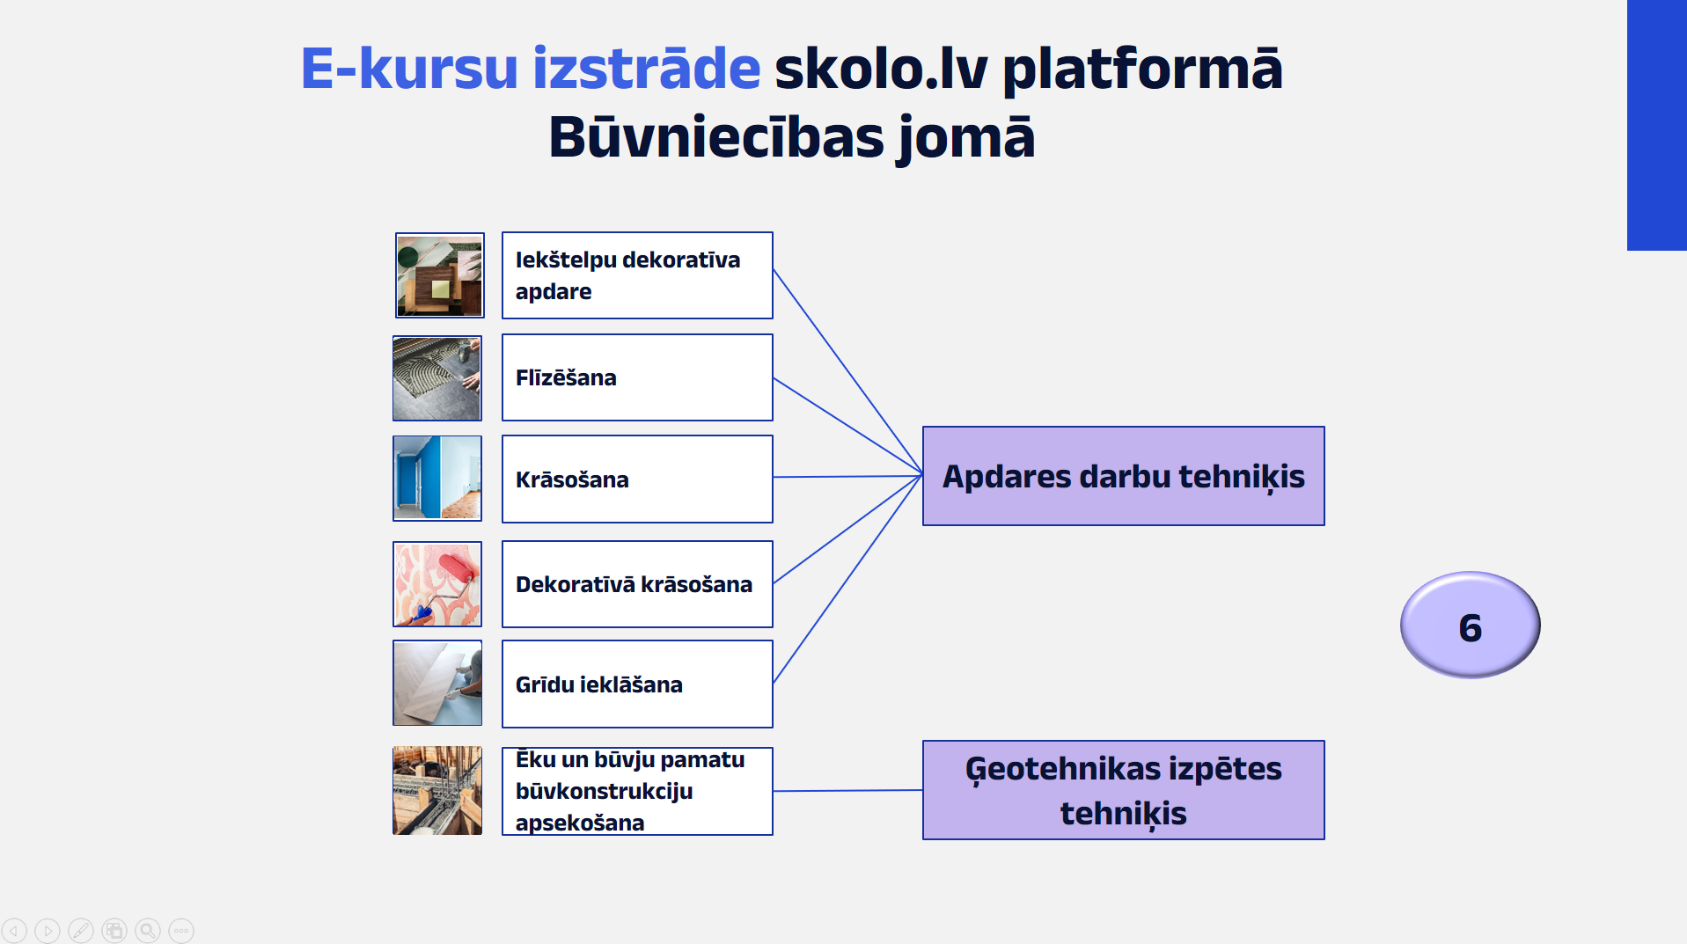 E-kursu izstrāde skolo.lv platformā
Būvniecības jomā
Iekštelpu dekoratīva
apdare
Flīzēšana
Krāsošana
Dekoratīvā krāsošana
Grīdu ieklāšana
Ēku un būvju pamatu
būvkonstrukciju
apsekošana
Apdares darbu tehniķis
6
Ģeotehnikas izpētes
tehniķis